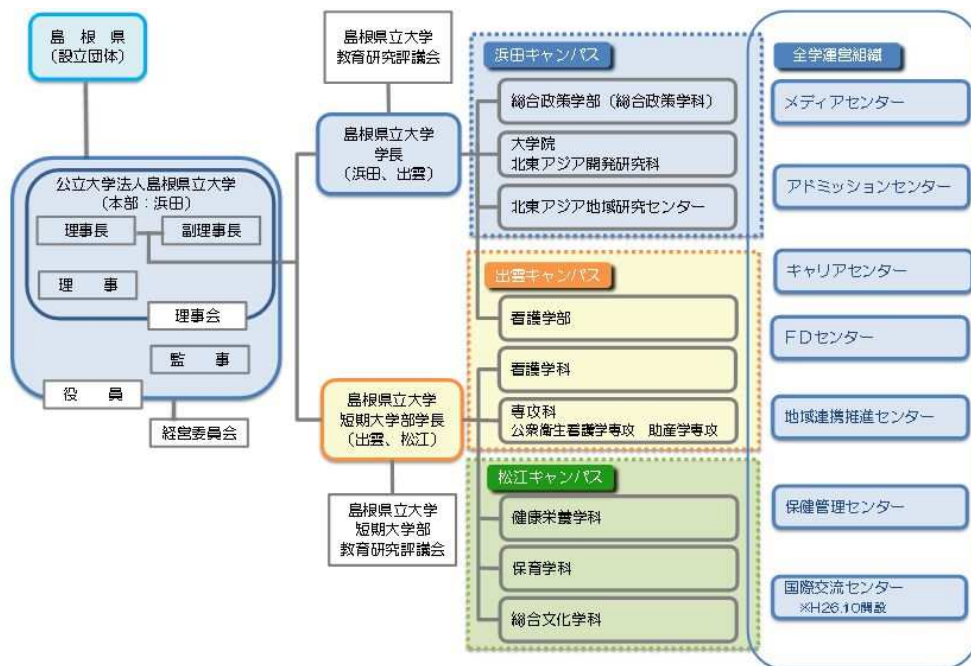 島根県
(設立団体)
公立大学法人島根県立大学
(本部：浜田)
理事長
副理事長
理事
理事会
監事
役員
経営委員会
島根県立大学
教育研究評議会
島根県立大学
学長
(浜田、出雲)
島根県立大学
短期大学部学長
(出雲、松江)
島根県立大学
短期大学部
教育研究評議会
浜田キャンパス
総合政策学部（総合政策学科）
大学院
北東アジア開発研究科
北東アジア地域研究センター
出雲キャンパス
看護学部
看護学科
専攻科
公衆衛生看護学専攻　助産学専攻
松江キャンパス
健康栄養学科
保育学科
総合文化学科
全学運営組織
メディアセンター
アドミッションセンター
キャリアセンター
ＦＤセンター
地域連携推進センター
保健管理センター
国際交流センター
※H26.10開設